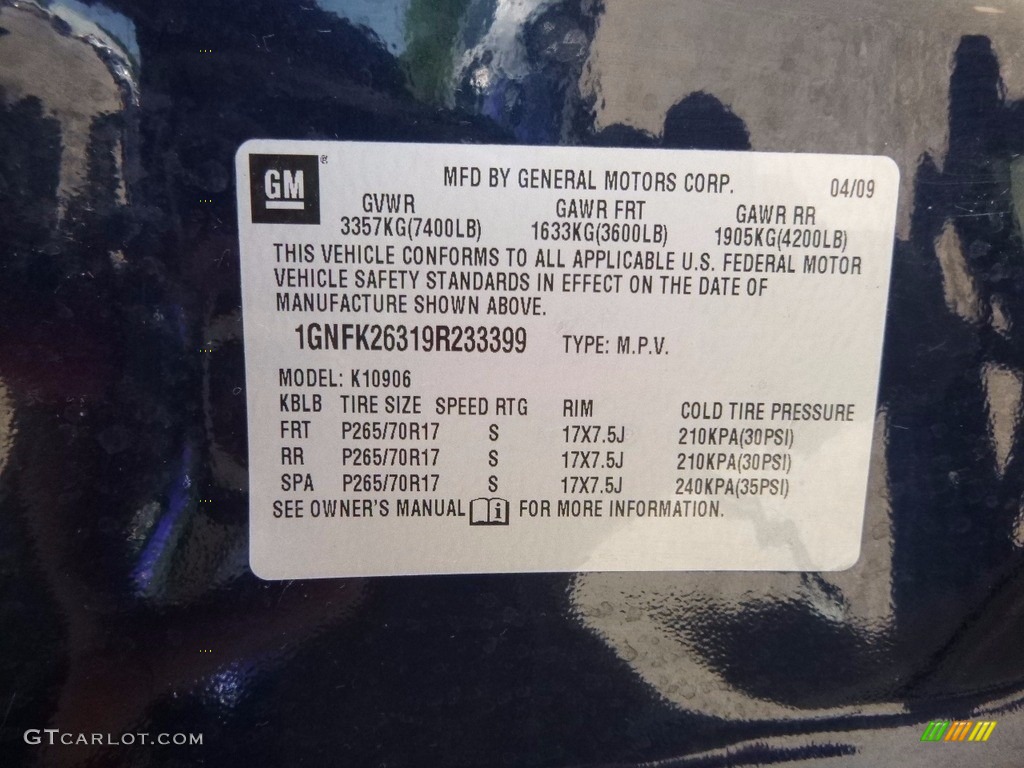 GM ® MFD BY GENERAL MOTORS CORP. 04/09
GVWR GAWR FRT GAWR RR
3357KG(7400LB) 1633KG(3600LB) 1905KG(4200LB)
THIS VEHICLE CONFORMS TO ALL APPLICABLE U.S. FEDERAL MOTOR
VEHICLE SAFETY STANDARDS IN EFFECT ON THE DATE OF
MANUFACTURE SHOWN ABOVE.
1GNFK26319R233399 TYPE: M.P.V.
MODEL: K10906
KBLB TIRE SIZE SPEED RTG RIM COLD TIRE PRESSURE
FRT P265/70R17 S 17X7.5J 210KPA(30PSI)
RR P265/70R17 S 17X7.5J 210KPA(30PSI)
SPA P265/70R17 S 17X7.5J 240KPA(35PSI)
SEE OWNER'S MANUAL i FOR MORE INFORMATION.
GTCARLOT.COM